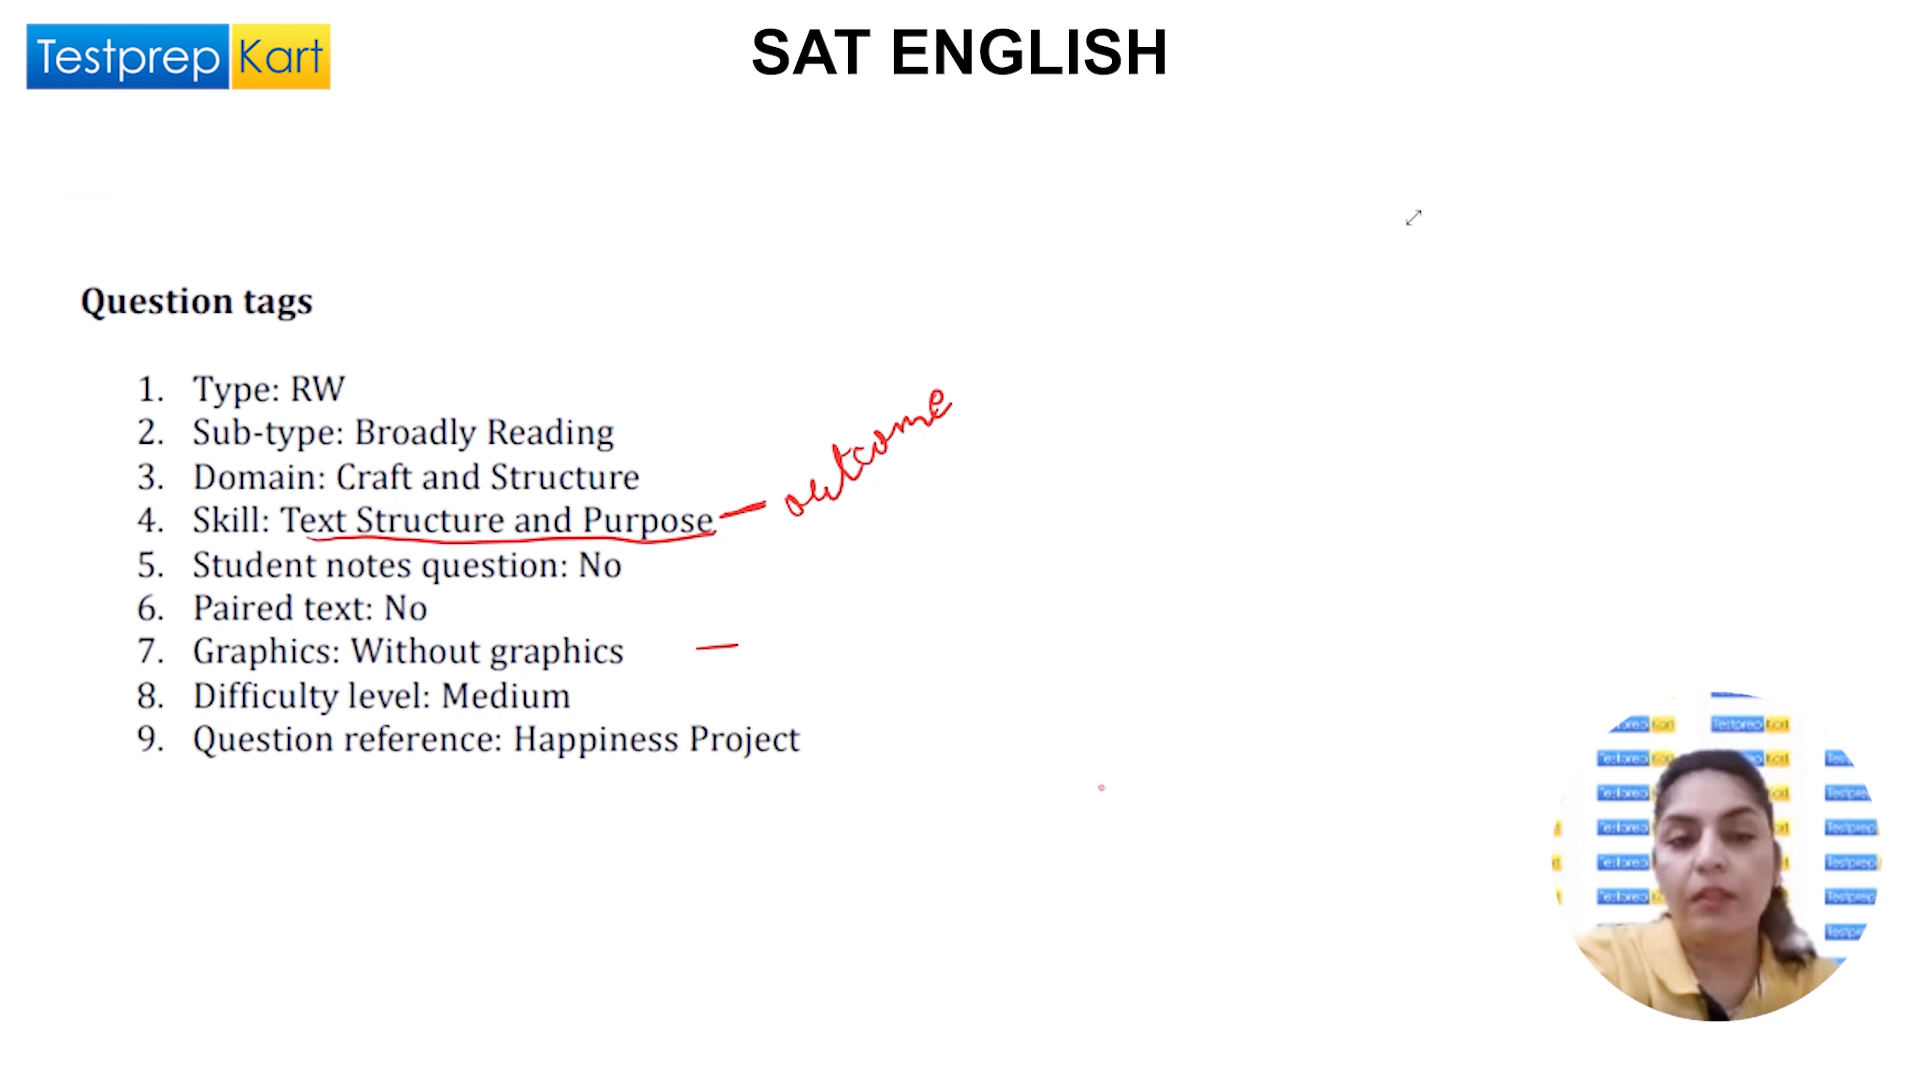 Testprep Kart
SAT ENGLISH
Question tags
1. Type: RW
2. Sub-type: Broadly Reading
3. Domain: Craft and Structure
4. Skill: Text Structure and Purpose — outcome
5. Student notes question: No
6. Paired text: No
7. Graphics: Without graphics —
8. Difficulty level: Medium
9. Question reference: Happiness Project